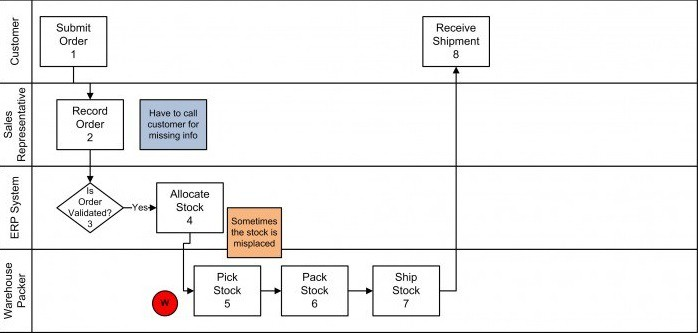 Customer
Submit
Order
1
Receive
Shipment
8
Sales
Representative
Record
Order
2
Have to call
customer for
missing info
ERP System
Is
Order
Validated?
3
Yes
Allocate
Stock
4
Sometimes
the stock is
misplaced
Warehouse
Packer
W
Pick
Stock
5
Pack
Stock
6
Ship
Stock
7